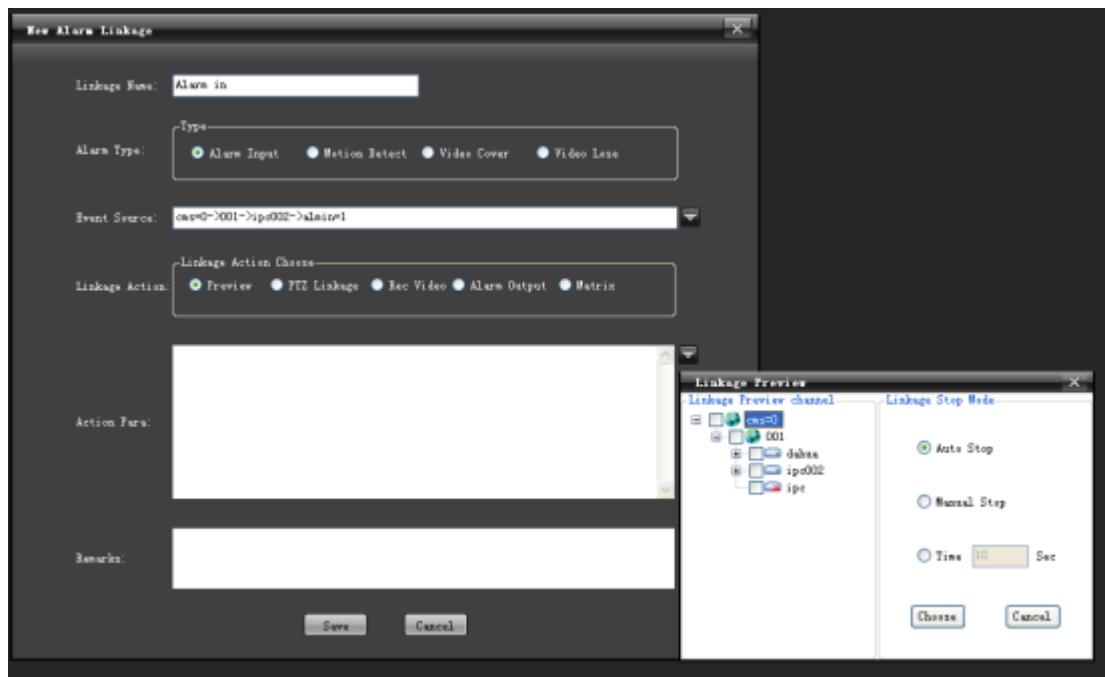 New Alarm Linkage
Linkage Name: Alarm in
Type
Alarm Type: Alarm Input Motion Detect Video Cover Video Lose
Event Source: cms=0->001->ipc002->almin=1
Linkage Action Choose
Linkage Action: Preview PTZ Linkage Rec Video Alarm Output Matrix
Action Para:
Remarks:
Save Cancel
Linkage Preview
Linkage Preview channel
cms=0
001
dahua
ipc002
ipc
Linkage Stop Mode
Auto Stop
Manual Stop
Time 10 Sec
Choose Cancel